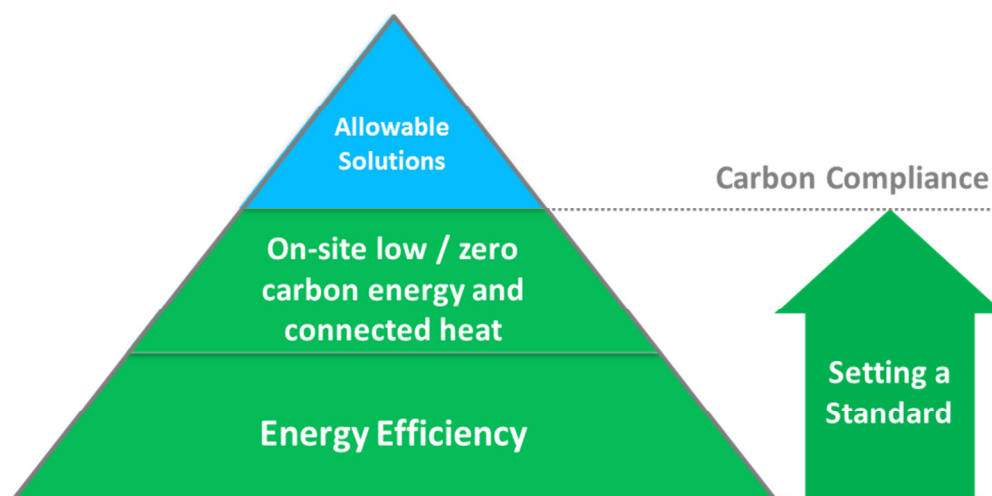 Allowable
Solutions
Carbon Compliance
On-site low / zero
carbon energy and
connected heat
Setting a
Standard
Energy Efficiency